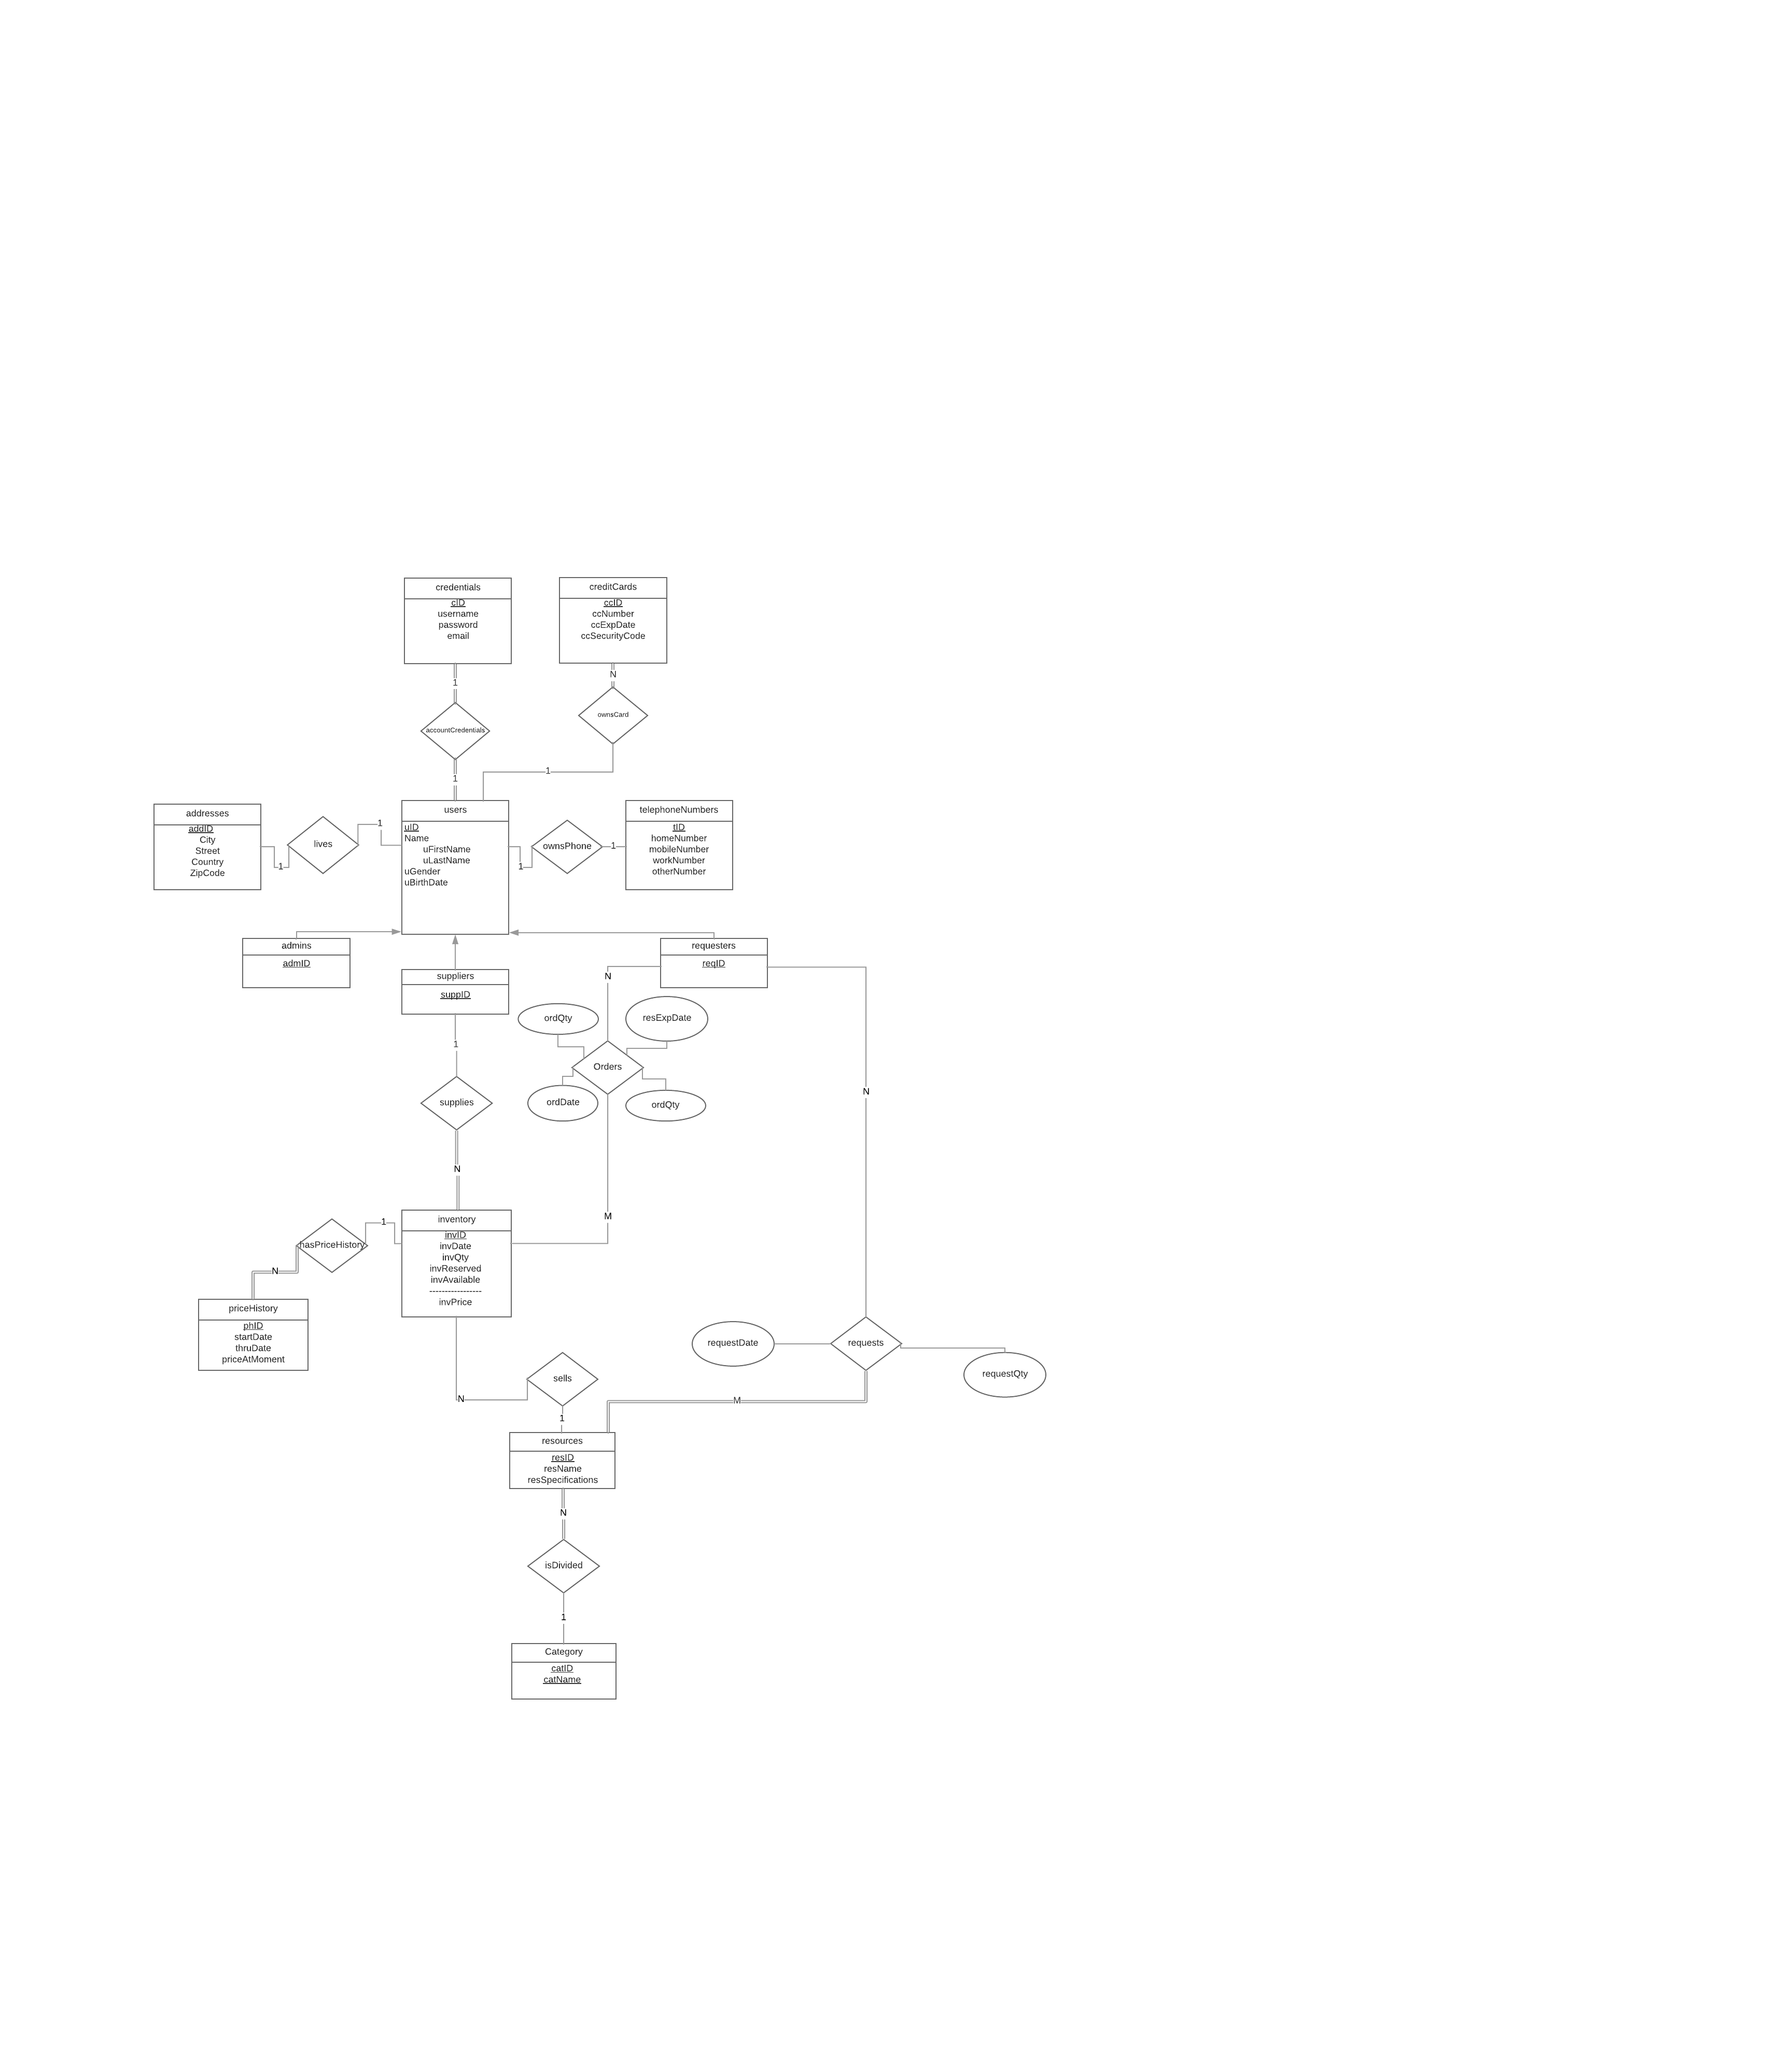 credentials
cID
username
password
email
creditCards
ccID
ccNumber
ccExpDate
ccSecurityCode
1
N
ownsCard
accountCredentials
1
1
addresses
addID
City
Street
Country
ZipCode
lives
1
1
users
uID
Name
uFirstName
uLastName
uGender
uBirthDate
ownsPhone
1
1
telephoneNumbers
tID
homeNumber
mobileNumber
workNumber
otherNumber
admins
admID
suppliers
suppID
requesters
reqID
N
ordQty
resExpDate
Orders
ordDate
ordQty
1
supplies
N
N
M
hasPriceHistory
1
N
inventory
invID
invDate
invQty
invReserved
invAvailable
-----------------
invPrice
priceHistory
phID
startDate
thruDate
priceAtMoment
requestDate
requests
requestQty
sells
N
1
M
resources
resID
resName
resSpecifications
N
isDivided
1
Category
catID
catName